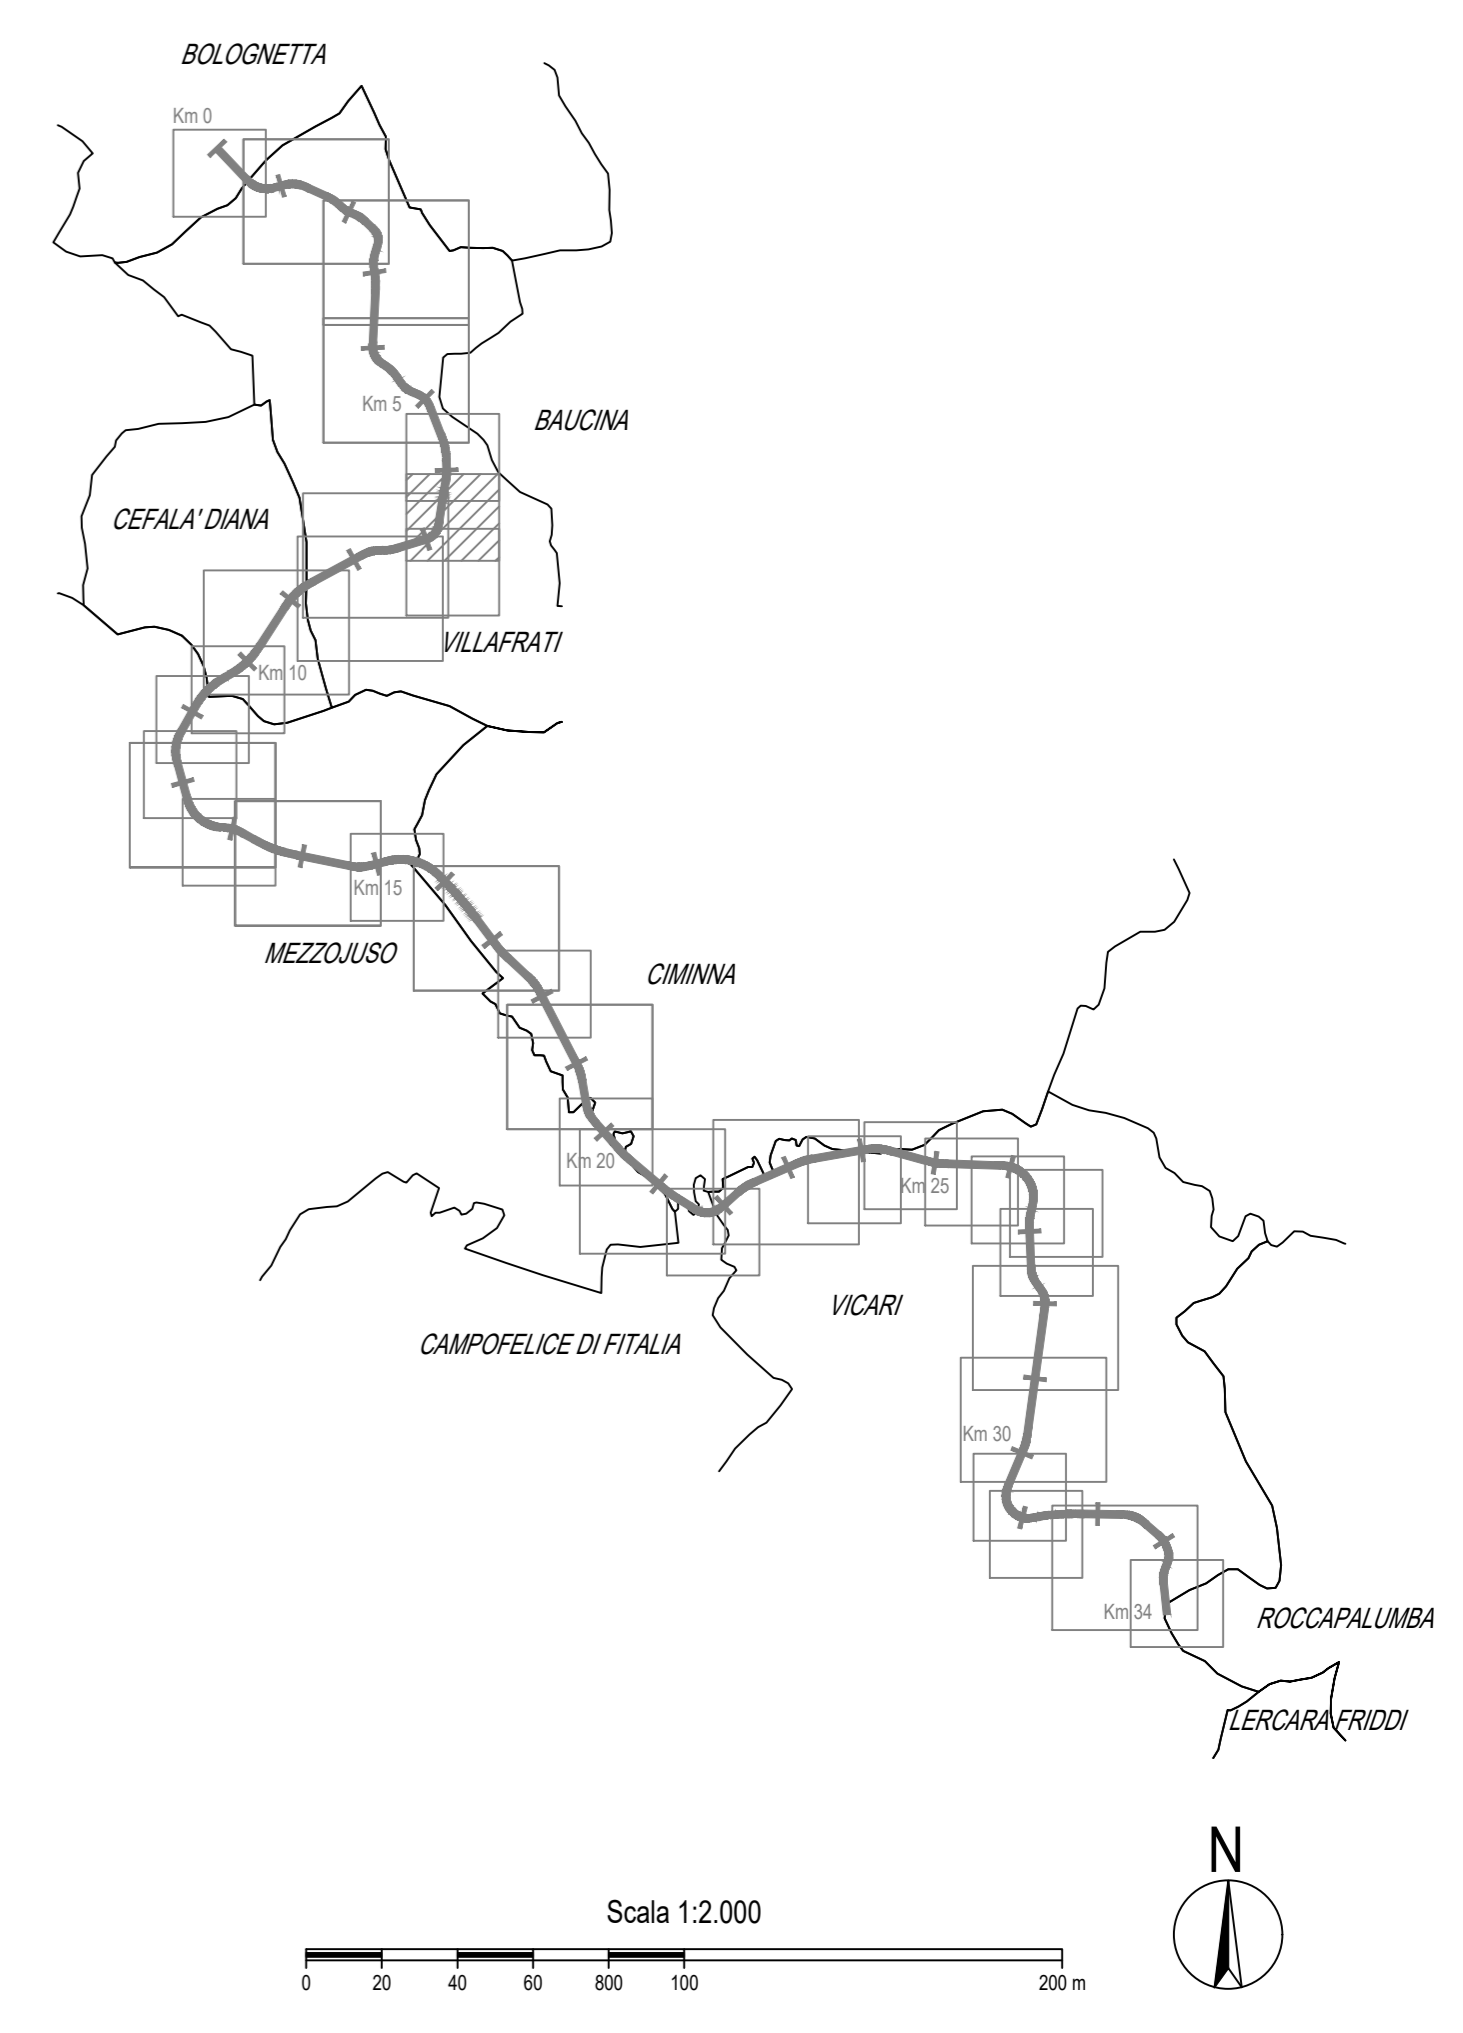 BOLOGNETTA
Km 0
Km 5
BAUCINA
CEFALA' DIANA
VILLAFRATI
Km 10
Km 15
MEZZOJUSO
CIMINNA
Km 20
Km 25
VICARI
CAMPOFELICE DI FITALIA
Km 30
Km 34
ROCCAPALUMBA
LERCARA FRIDDI
N
Scala 1:2.000
0 20 40 60 800 100 200 m